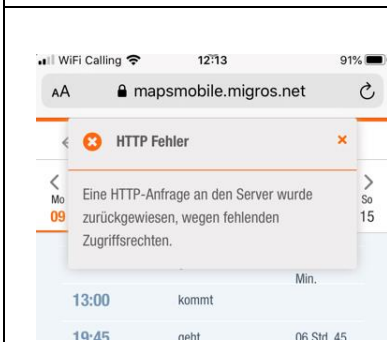 WiFi Calling 12:13 91%
AA mapsmobile.migros.net
HTTP Fehler
Eine HTTP-Anfrage an den Server wurde
zurückgewiesen, wegen fehlenden
Zugriffsrechten.
Mo So
09 15
Min.
13:00 kommt
19:45 geht 06 Std. 45